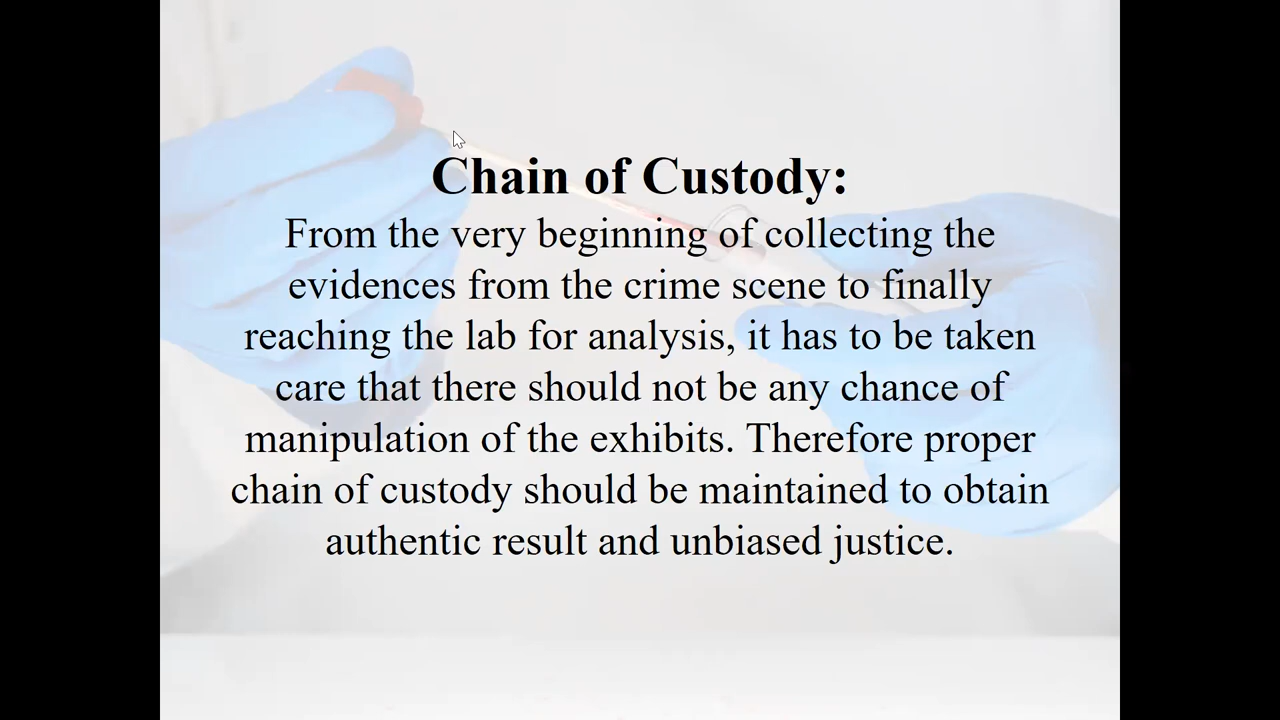 Chain of Custody:
From the very beginning of collecting the
evidences from the crime scene to finally
reaching the lab for analysis, it has to be taken
care that there should not be any chance of
manipulation of the exhibits. Therefore proper
chain of custody should be maintained to obtain
authentic result and unbiased justice.